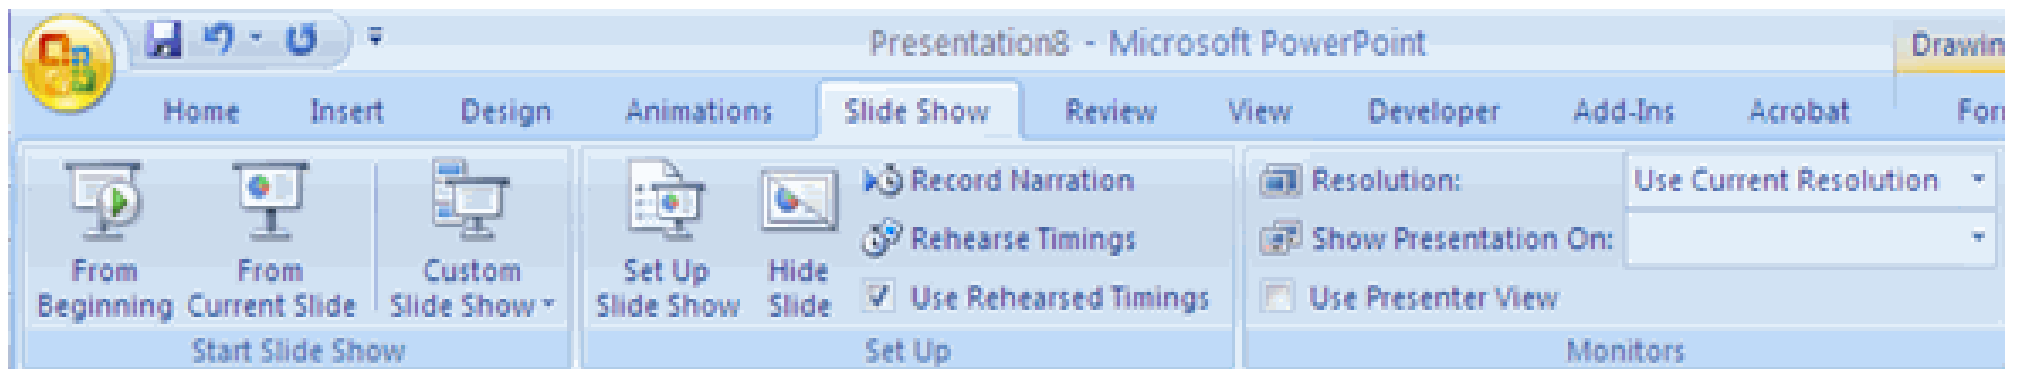 Presentation8 - Microsoft PowerPoint
Drawin
Home Insert Design Animations Slide Show Review View Developer Add-Ins Acrobat For
From Beginning
From Current Slide
Custom Slide Show
Set Up Slide Show
Hide Slide
Record Narration
Rehearse Timings
Use Rehearsed Timings
Resolution: Use Current Resolution
Show Presentation On:
Use Presenter View
Start Slide Show
Set Up
Monitors